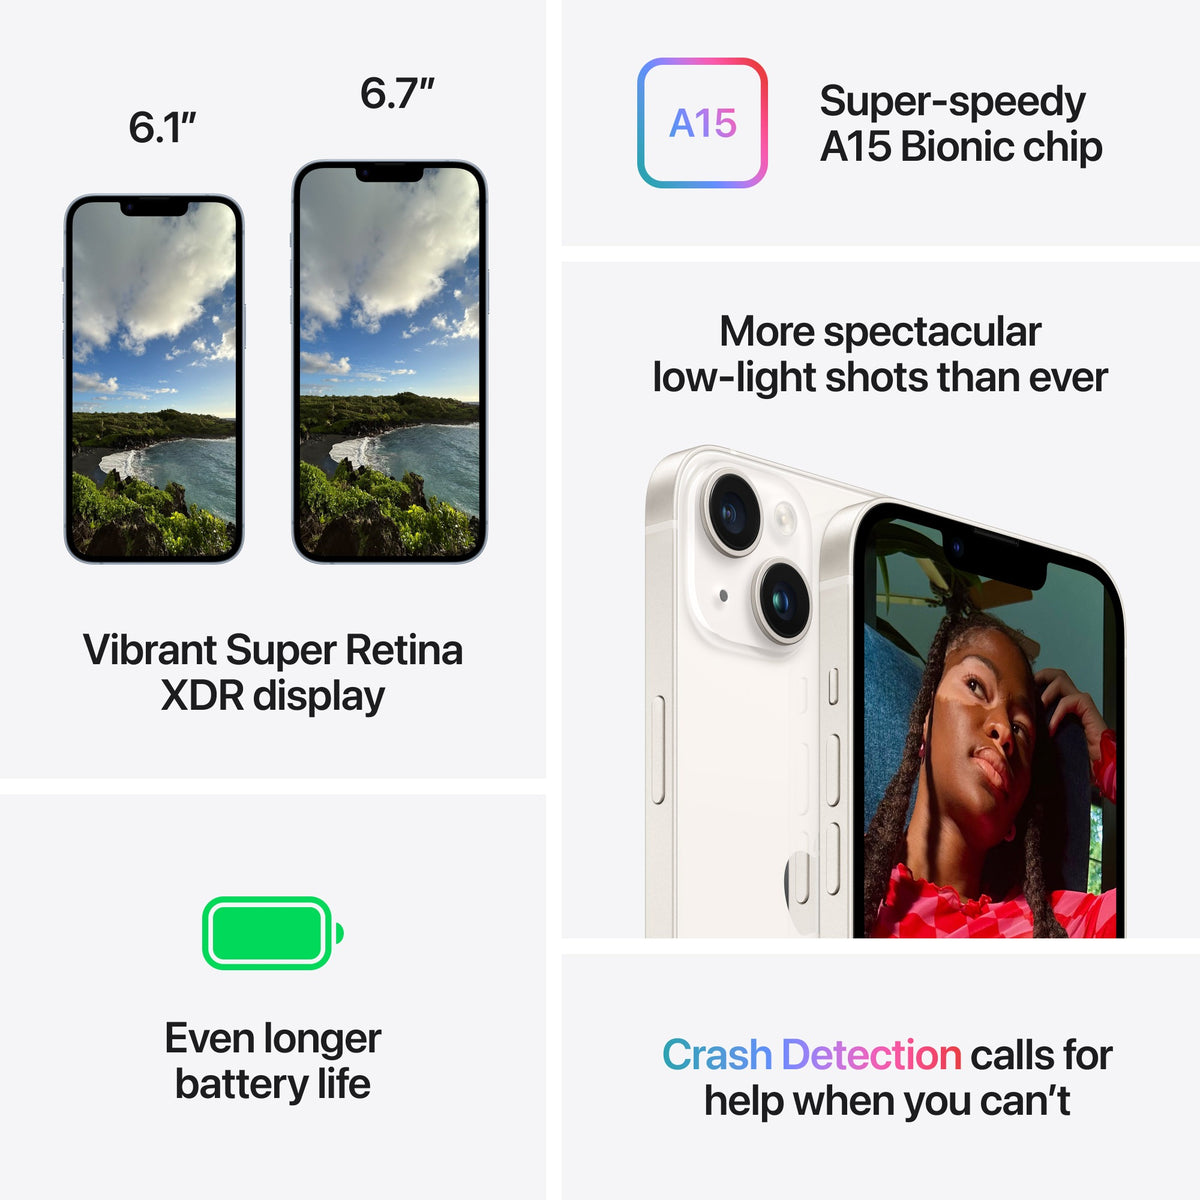 6.1″
6.7″
Vibrant Super Retina
XDR display
Even longer
battery life
A15
Super-speedy
A15 Bionic chip
More spectacular
low-light shots than ever
Crash Detection calls for
help when you can’t